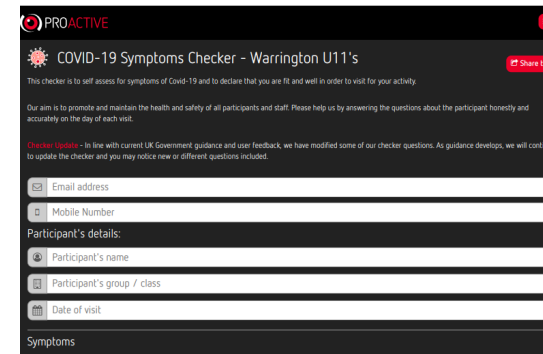 PROACTIVE
COVID-19 Symptoms Checker - Warrington U11's
Share t
This checker is to self assess for symptoms of Covid-19 and to declare that you are fit and well in order to visit for your activity.
Our aim is to promote and maintain the health and safety of all participants and staff. Please help us by answering the questions about the participant honestly and
accurately on the day of each visit.
Checker Update - In line with current UK Government guidance and user feedback, we have modified some of our checker questions. As guidance develops, we will conti
to update the checker and you may notice new or different questions included.
Email address
Mobile Number
Participant's details:
Participant's name
Participant's group / class
Date of visit
Symptoms